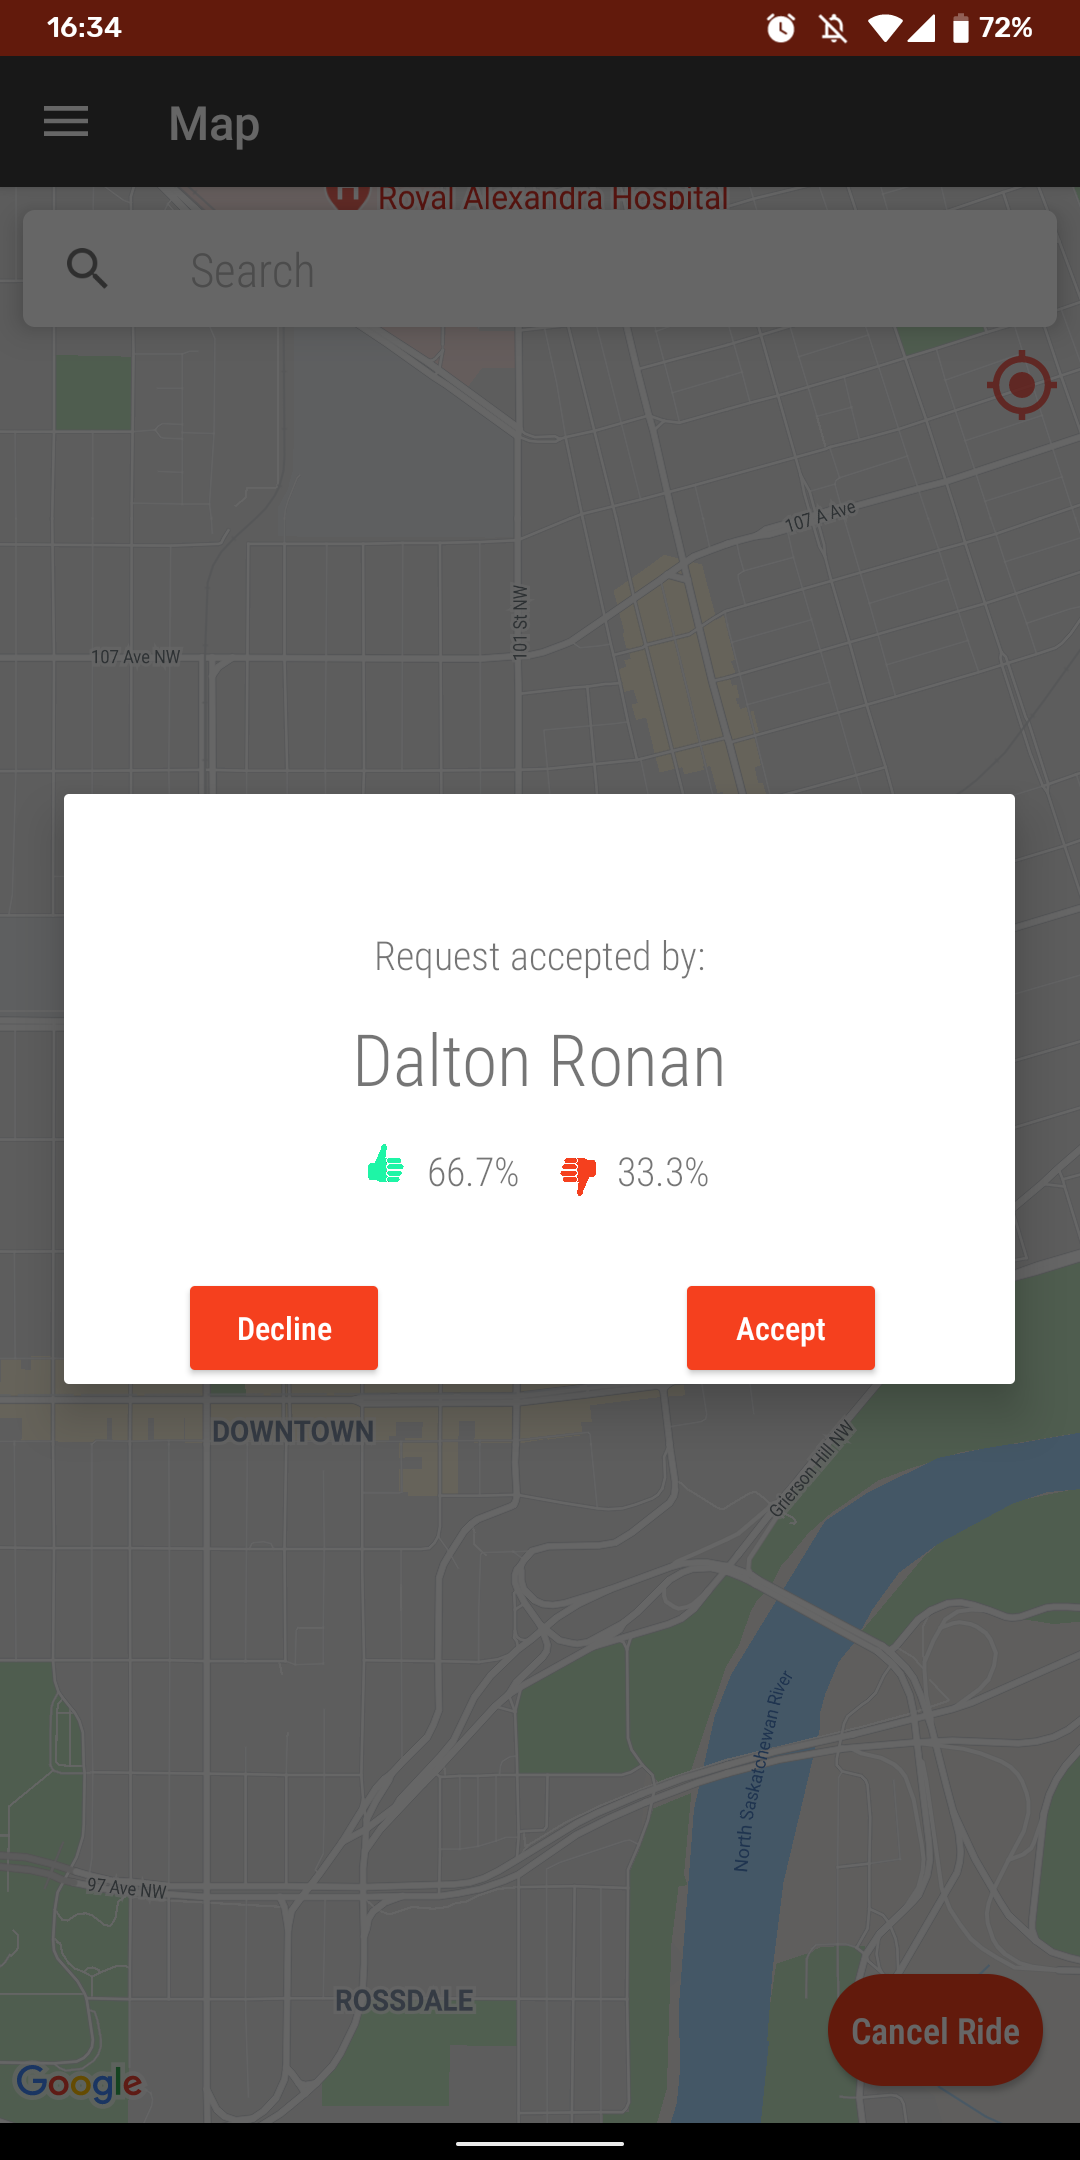 16:34
72%
Map
Royal Alexandra Hospital
Search
107 A Ave
101 St NW
107 Ave NW
Request accepted by:
Dalton Ronan
66.7%
33.3%
Decline
Accept
DOWNTOWN
Grierson Hill NW
North Saskatchewan River
97 Ave NW
ROSSDALE
Cancel Ride
Google